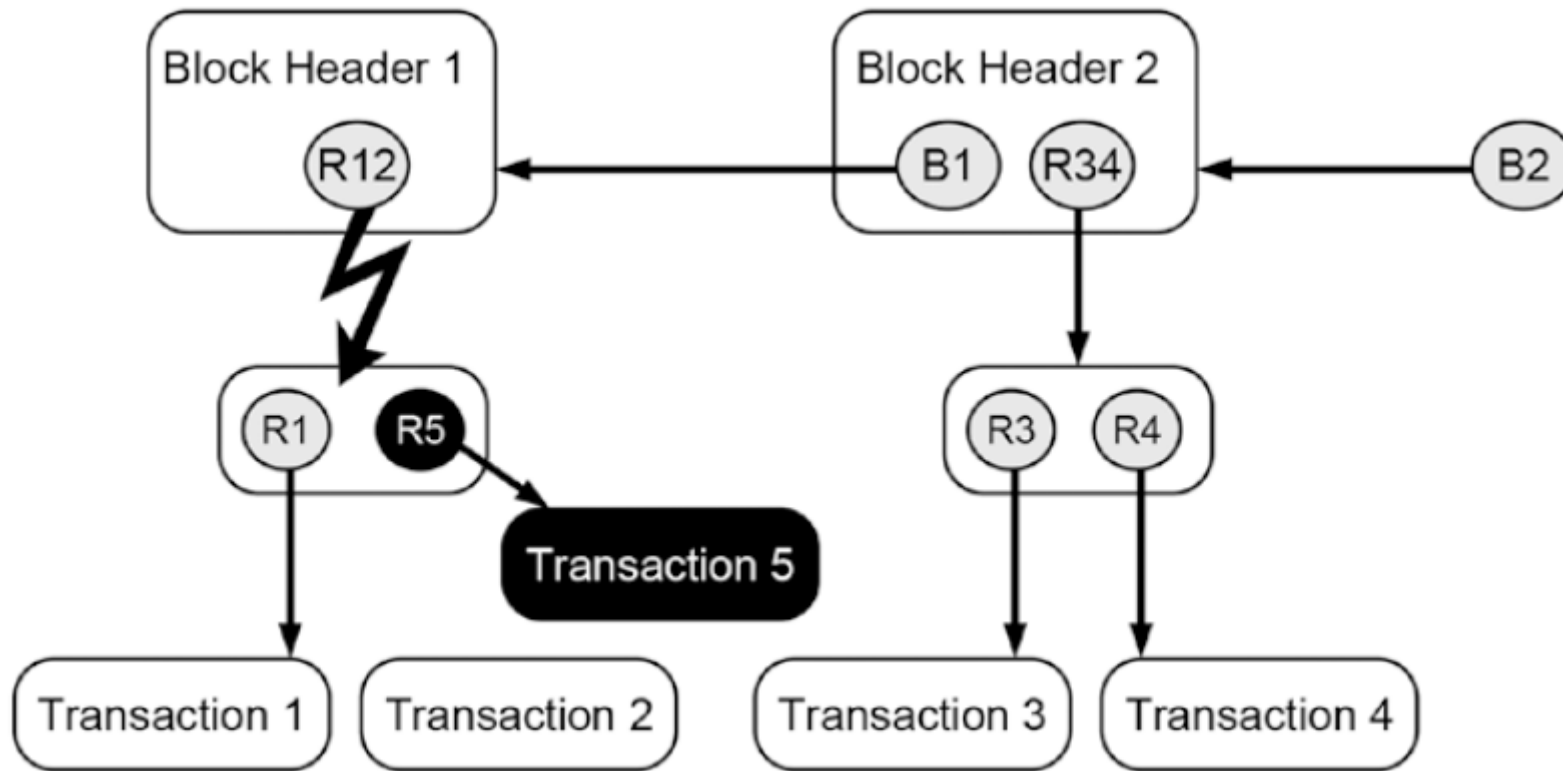 Block Header 1
Block Header 2
R12
B1
R34
B2
R1
R5
R3
R4
Transaction 5
Transaction 1
Transaction 2
Transaction 3
Transaction 4